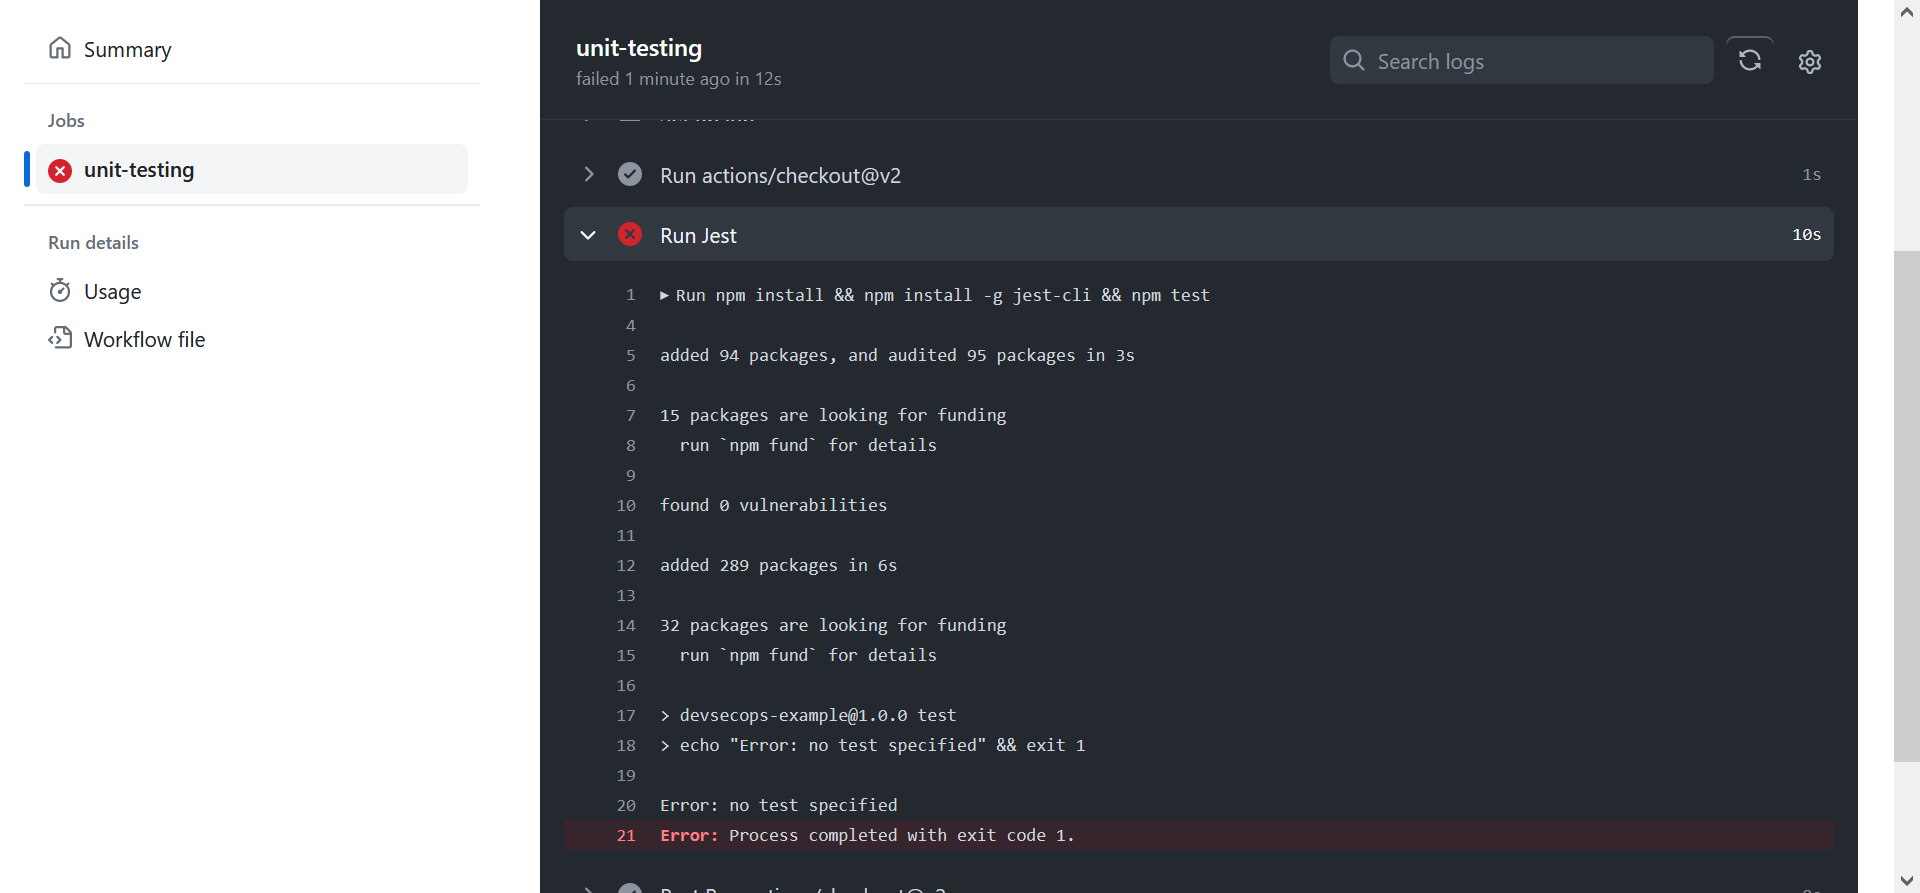 Summary
Jobs
unit-testing
Run details
Usage
Workflow file
unit-testing
failed 1 minute ago in 12s
Search logs
Run actions/checkout@v2 1s
Run Jest 10s
1 Run npm install && npm install -g jest-cli && npm test
4
5 added 94 packages, and audited 95 packages in 3s
6
7 15 packages are looking for funding
8 run `npm fund` for details
9
10 found 0 vulnerabilities
11
12 added 289 packages in 6s
13
14 32 packages are looking for funding
15 run `npm fund` for details
16
17 > devsecops-example@1.0.0 test
18 > echo "Error: no test specified" && exit 1
19
20 Error: no test specified
21 Error: Process completed with exit code 1.